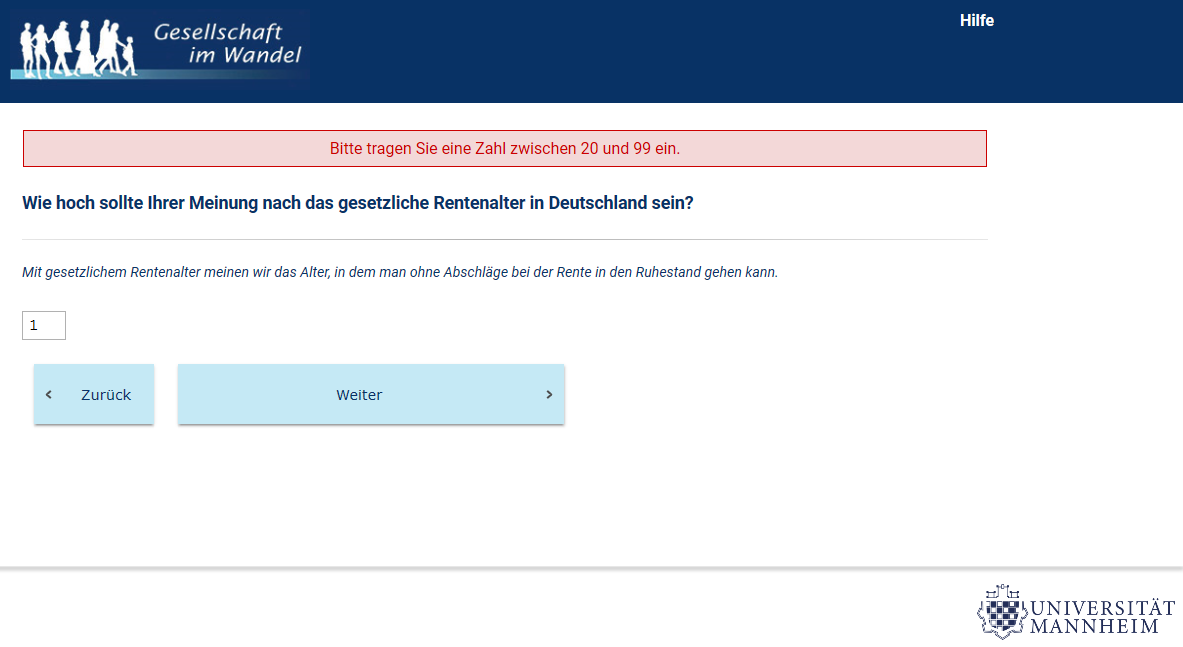 Gesellschaft
im Wandel
Hilfe
Bitte tragen Sie eine Zahl zwischen 20 und 99 ein.
Wie hoch sollte Ihrer Meinung nach das gesetzliche Rentenalter in Deutschland sein?
Mit gesetzlichem Rentenalter meinen wir das Alter, in dem man ohne Abschläge bei der Rente in den Ruhestand gehen kann.
1
Zurück
Weiter
UNIVERSITÄT
MANNHEIM